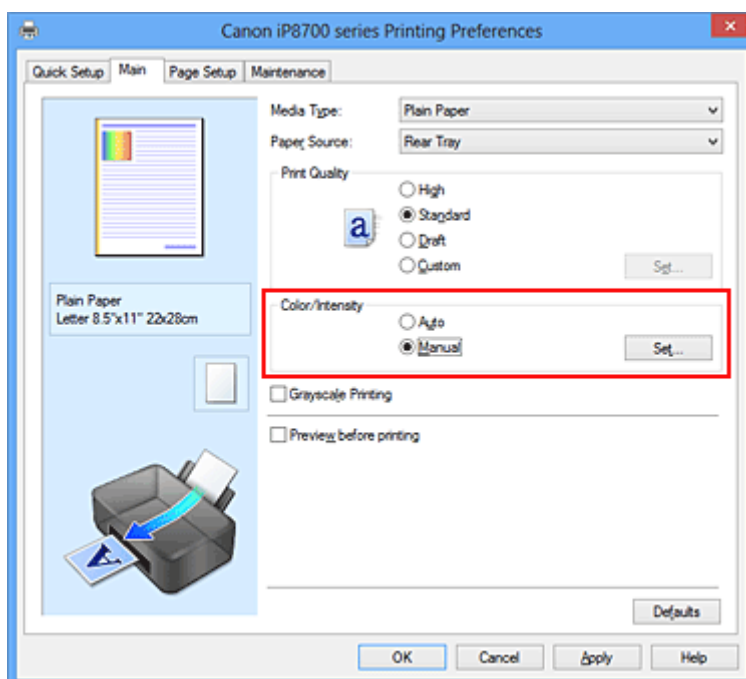 Canon iP8700 series Printing Preferences
Quick Setup Main Page Setup Maintenance
Media Type: Plain Paper
Paper Source: Rear Tray
Print Quality
High
a Standard
Draft
Custom Set...
Plain Paper
Letter 8.5"x11" 22x28cm
Color/Intensity
Auto
Manual Set...
Grayscale Printing
Preview before printing
A
Defaults
OK Cancel Apply Help